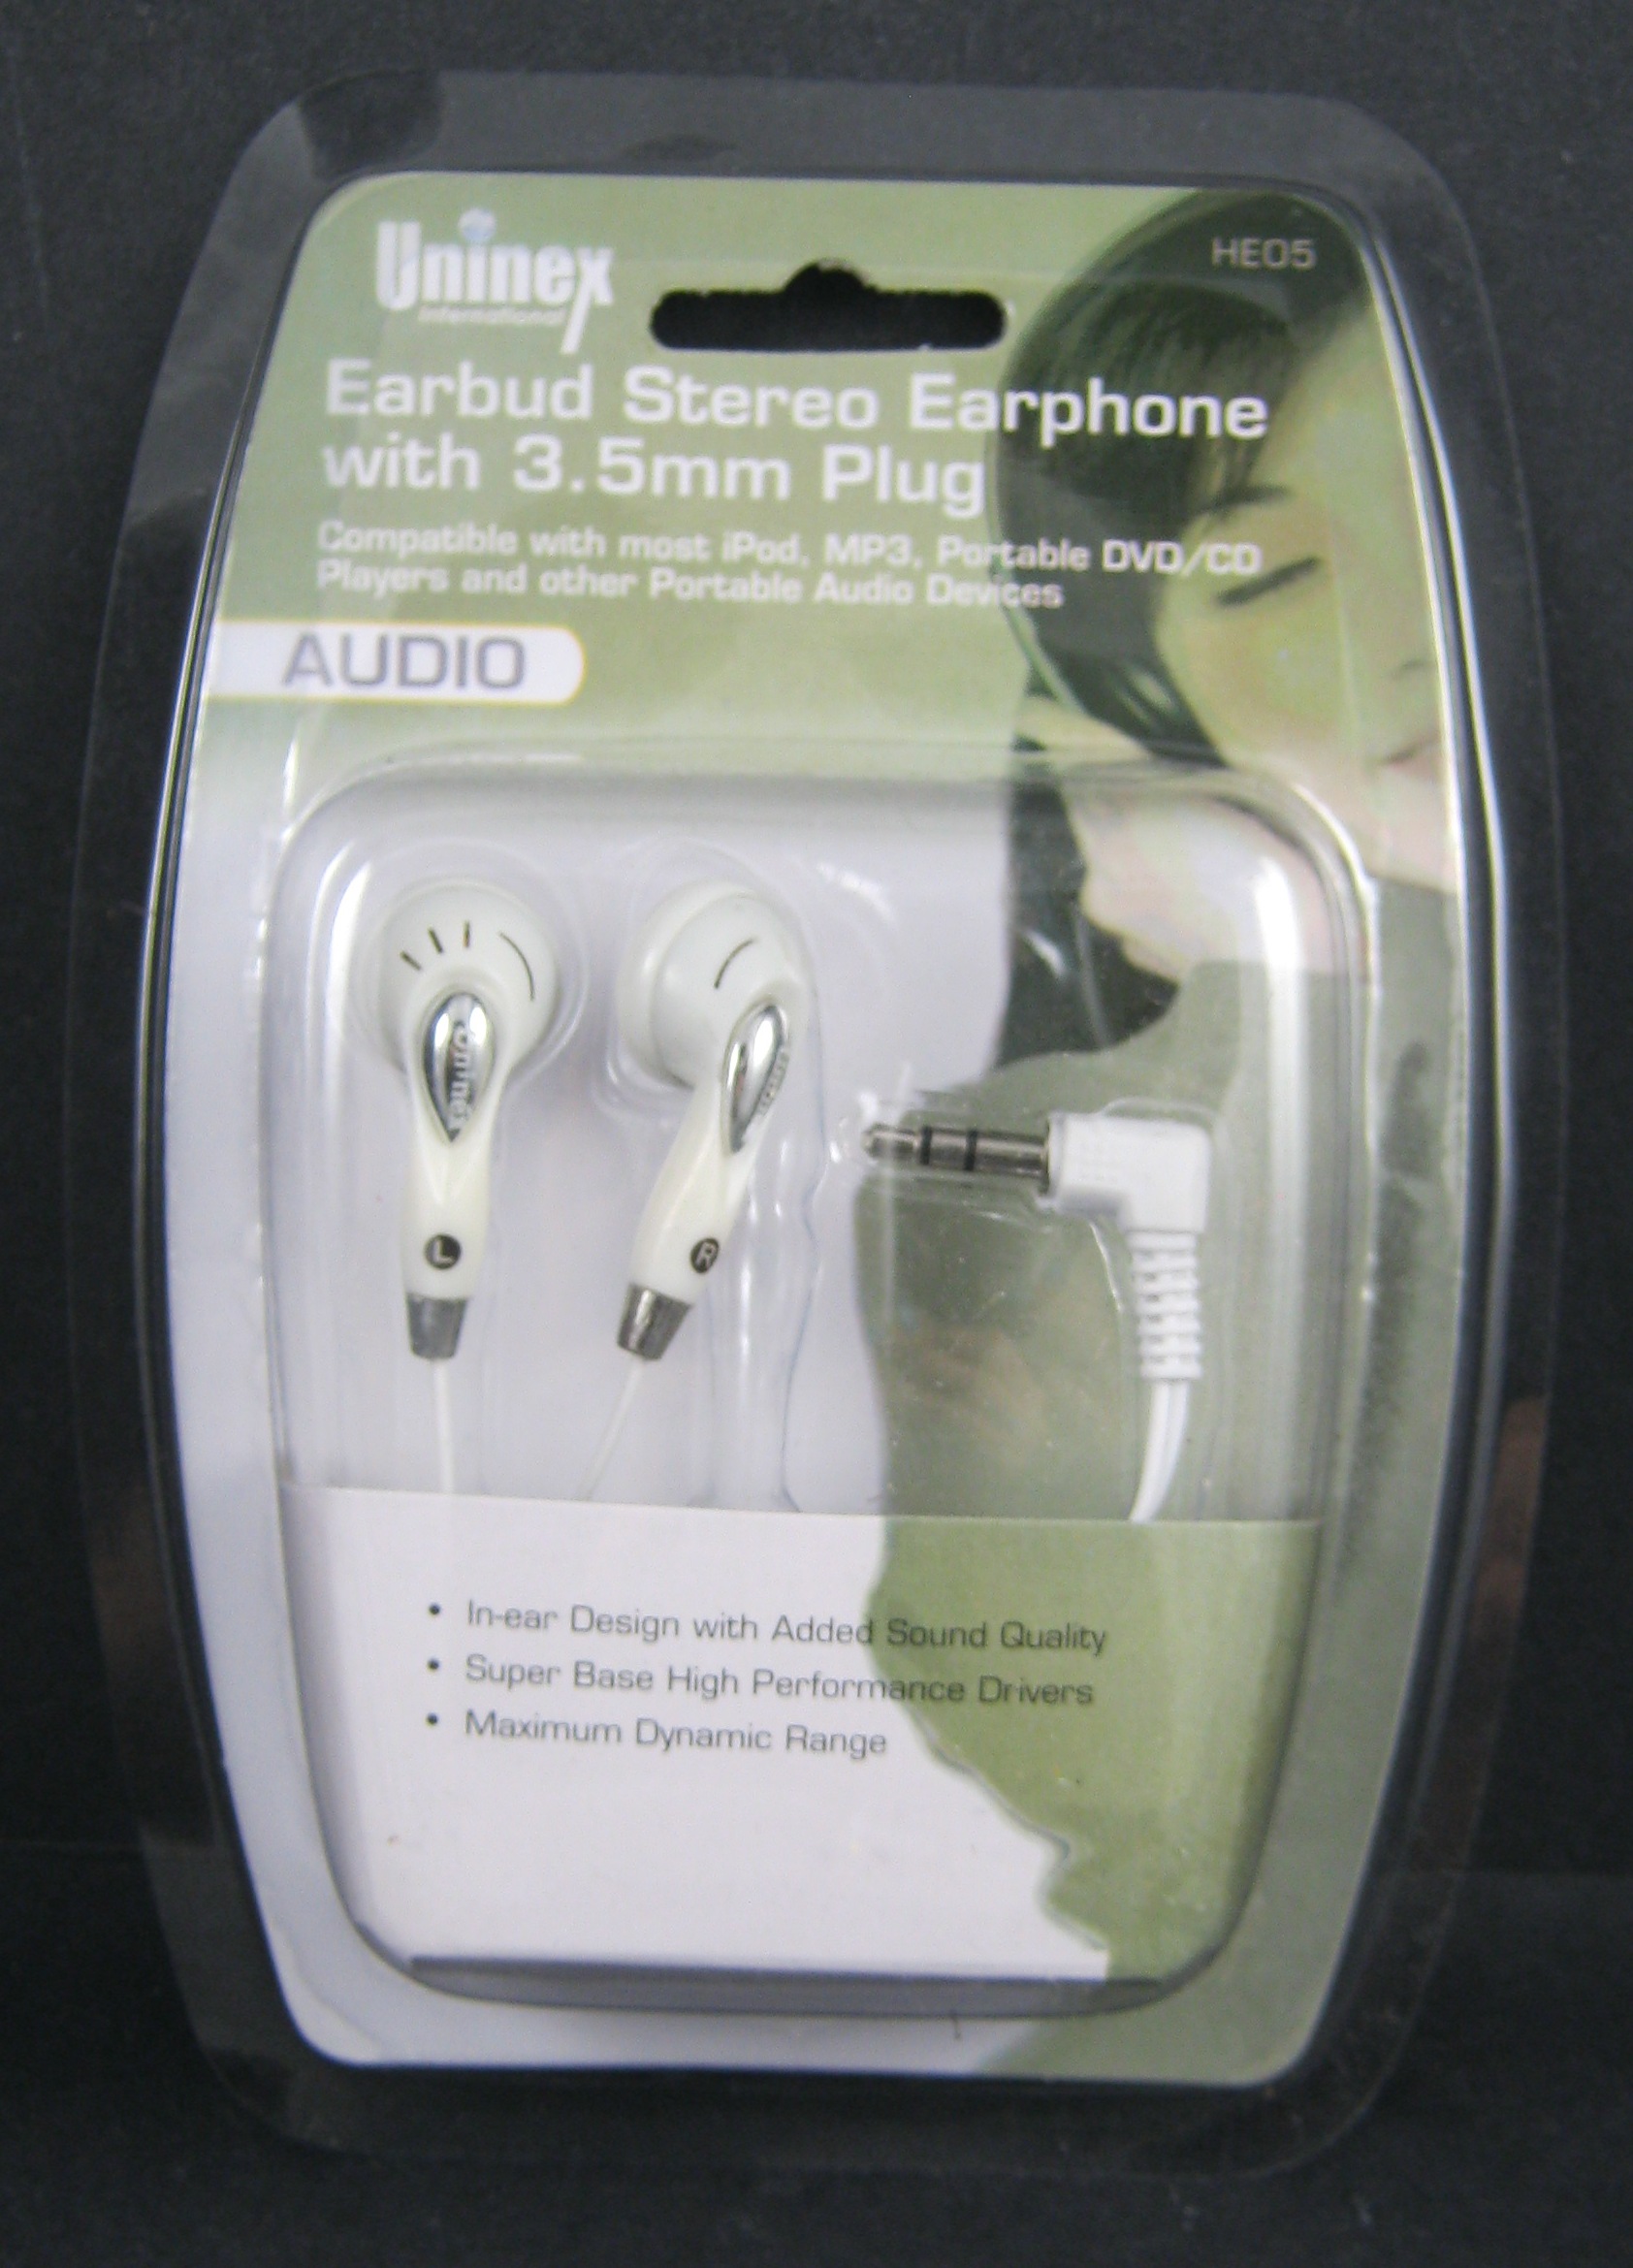 Uninex
International
HE05
Earbud Stereo Earphone
with 3.5mm Plug
Compatible with most iPod, MP3, Portable DVD/CD
Players and other Portable Audio Devices
AUDIO
Uninex
Uninex
L
R
• In-ear Design with Added Sound Quality
• Super Base High Performance Drivers
• Maximum Dynamic Range